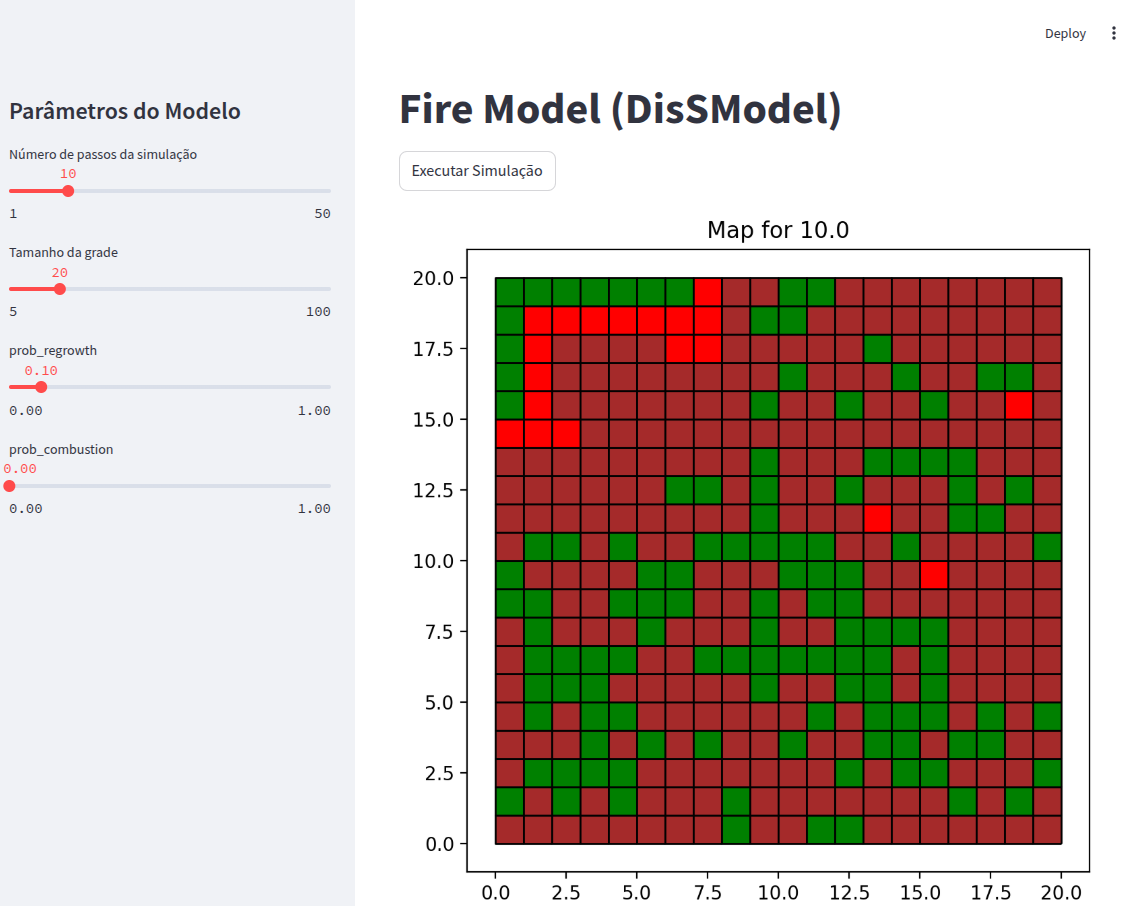 Deploy
Parâmetros do Modelo
Número de passos da simulação
10
1 50
Tamanho da grade
20
5 100
prob_regrowth
0.10
0.00 1.00
prob_combustion
0.00
0.00 1.00
Fire Model (DisSModel)
Executar Simulação
Map for 10.0
20.0
17.5
15.0
12.5
10.0
7.5
5.0
2.5
0.0
0.0 2.5 5.0 7.5 10.0 12.5 15.0 17.5 20.0